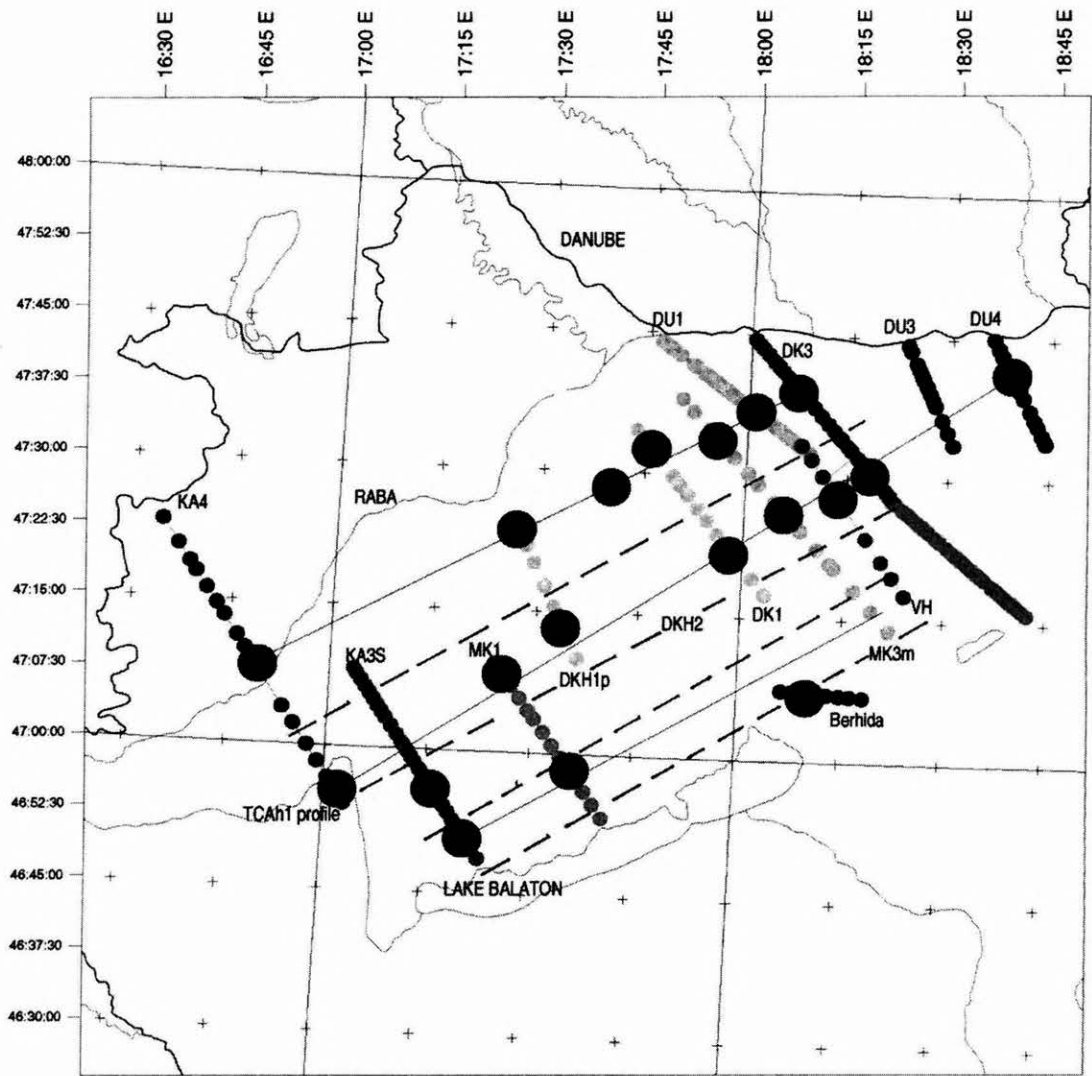 16:30 E
16:45 E
17:00 E
17:15 E
17:30 E
17:45 E
18:00 E
18:15 E
18:30 E
18:45 E
48:00:00
47:52:30
47:45:00
47:37:30
47:30:00
47:22:30
47:15:00
47:07:30
47:00:00
46:52:30
46:45:00
46:37:30
46:30:00
DANUBE
DU1
DK3
DU3
DU4
RABA
KA4
KA3S
MK1
DKH1p
DKH2
DK1
VH
MK3m
Berhida
TCAh1 profile
LAKE BALATON